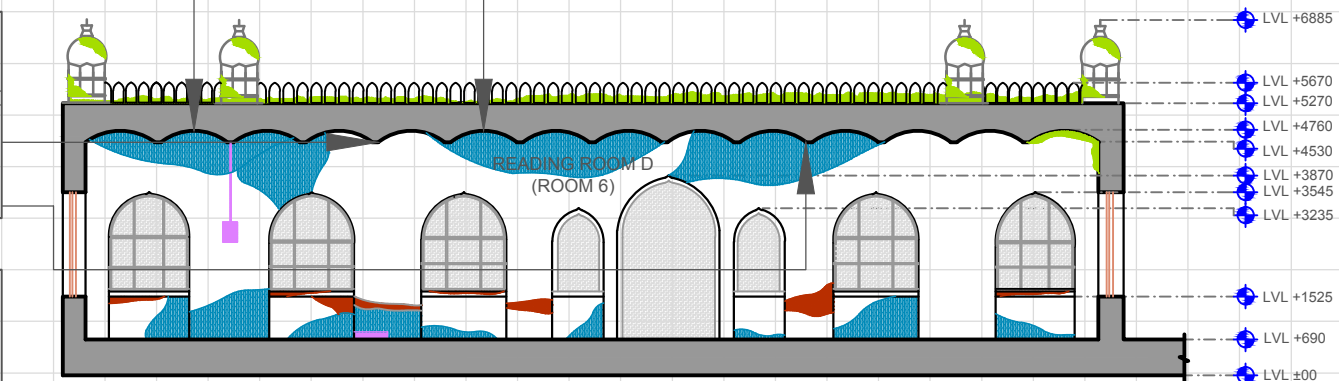 LVL +6885
LVL +5670
LVL +5270
LVL +4760
LVL +4530
READING ROOM D
(ROOM 6)
LVL +3870
LVL +3545
LVL +3235
LVL +1525
LVL +690
LVL ±00